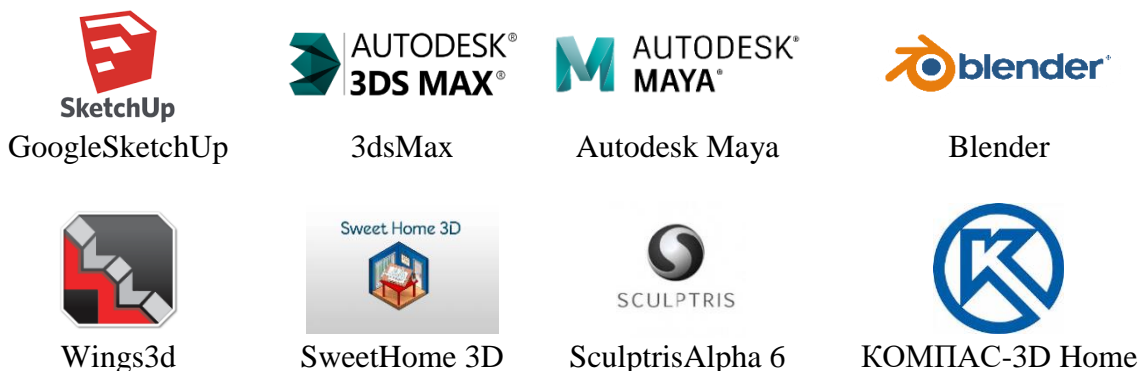 SketchUp
AUTODESK®
3DS MAX®
AUTODESK®
MAYA®
blender®
GoogleSketchUp
3dsMax
Autodesk Maya
Blender
Sweet Home 3D
SCULPTRIS
Wings3d
SweetHome 3D
SculptrisAlpha 6
КОМПАС-3D Home